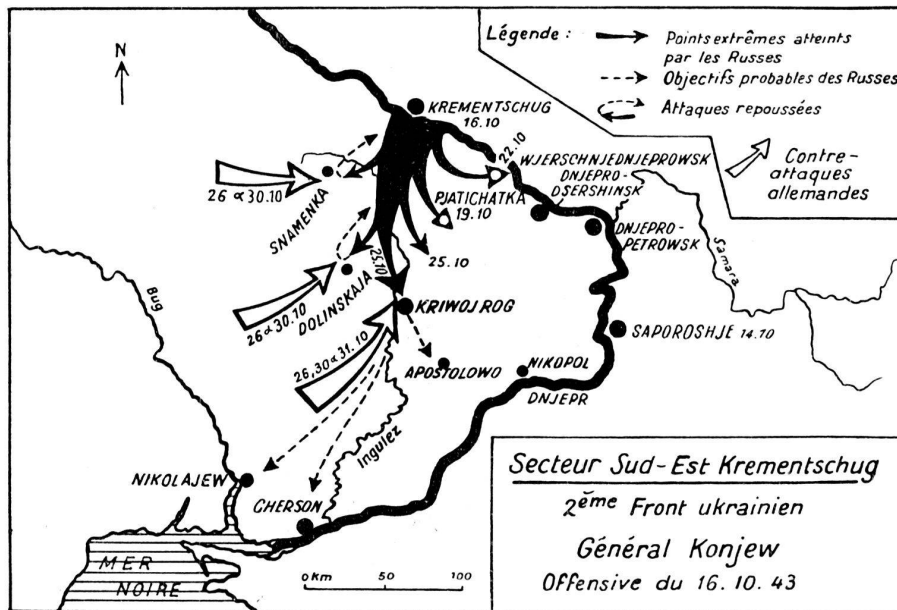 Légende :
Points extrêmes atteints
par les Russes
Objectifs probables des Russes
Attaques repoussées
Contre-
attaques
allemandes
N
KREMENTSCHUG
16.10
22.10
WJERSCHNJEDNJEPROWSK
DNJEPRO-
DSERSHINSK
PJATICHATKA
19.10
26 α 30.10
SNAMENKA
DNJEPRO-
PETROWSK
Samara
25.10
25.10
Bug
26 α 30.10
DOLINSKAJA
KRIWOJ ROG
SAPOROSHJE 14.10
26,30 α 31.10
APOSTOLOWO
NIKOPOL
DNJEPR
Ingulez
NIKOLAJEW
CHERSON
MER
NOIRE
0 km 50 100
Secteur Sud-Est Krementschug
2ème Front ukrainien
Général Konjew
Offensive du 16.10.43